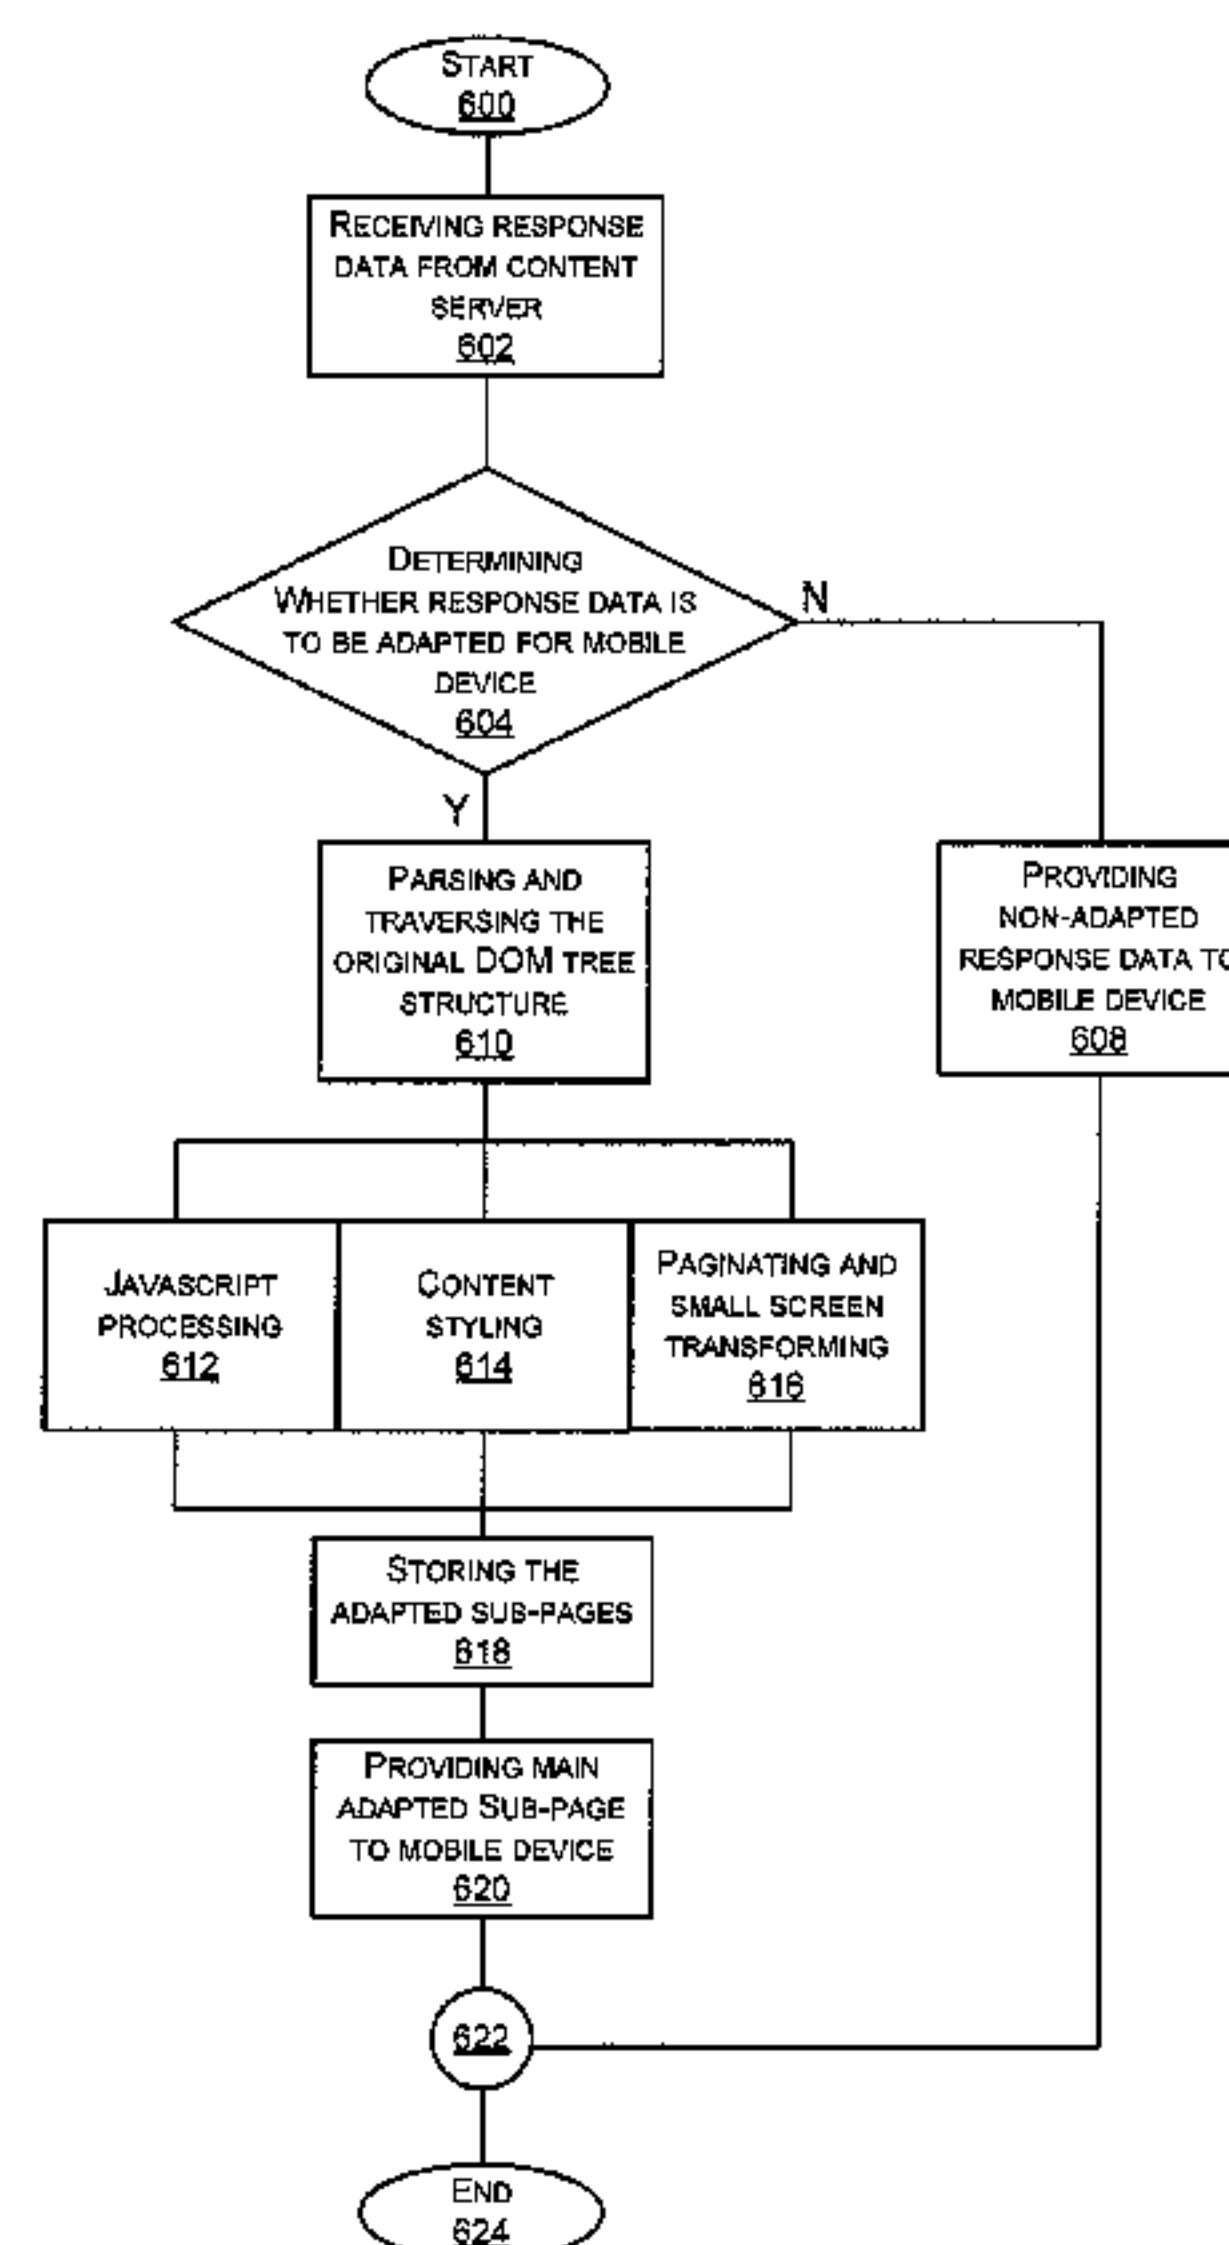 START
600
RECEIVING RESPONSE
DATA FROM CONTENT
SERVER
602
DETERMINING
WHETHER RESPONSE DATA IS
TO BE ADAPTED FOR MOBILE
DEVICE
604
N
Y
PARSING AND
TRAVERSING THE
ORIGINAL DOM TREE
STRUCTURE
610
PROVIDING
NON-ADAPTED
RESPONSE DATA TO
MOBILE DEVICE
608
JAVASCRIPT
PROCESSING
612
CONTENT
STYLING
614
PAGINATING AND
SMALL SCREEN
TRANSFORMING
616
STORING THE
ADAPTED SUB-PAGES
618
PROVIDING MAIN
ADAPTED SUB-PAGE
TO MOBILE DEVICE
620
622
END
624